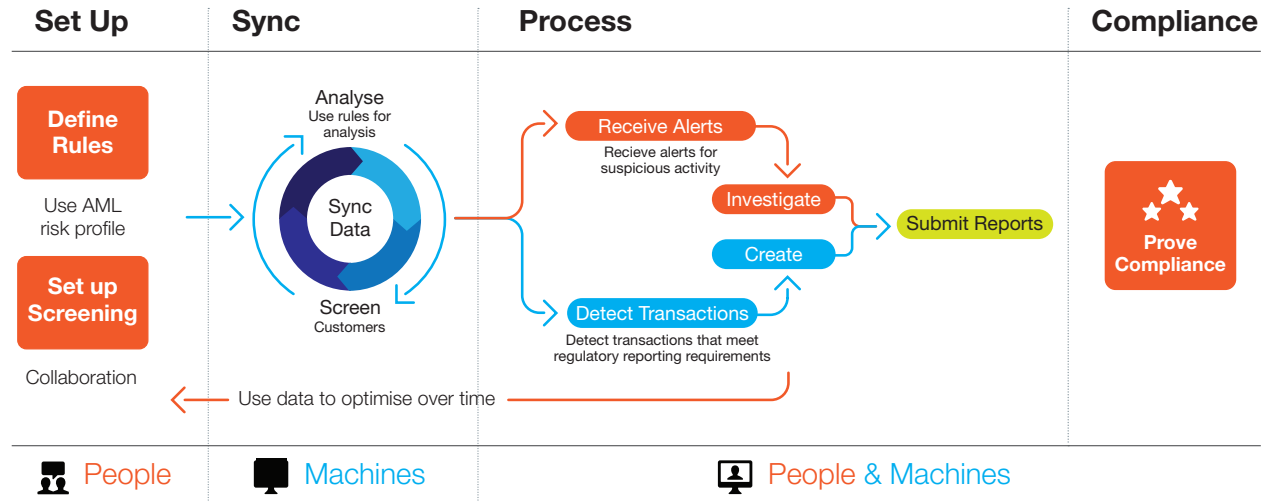 Set Up
Sync
Process
Compliance
Define
Rules
Use AML
risk profile
Set up
Screening
Collaboration
Analyse
Use rules for
analysis
Sync
Data
Screen
Customers
Receive Alerts
Recieve alerts for
suspicious activity
Investigate
Create
Submit Reports
Detect Transactions
Detect transactions that meet
regulatory reporting requirements
Prove
Compliance
Use data to optimise over time
People
Machines
People & Machines